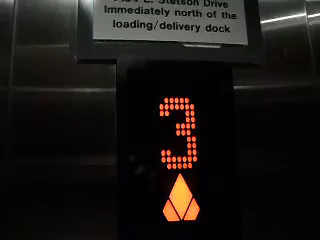 E. Stetson Drive
Immediately north of the
loading/delivery dock
3